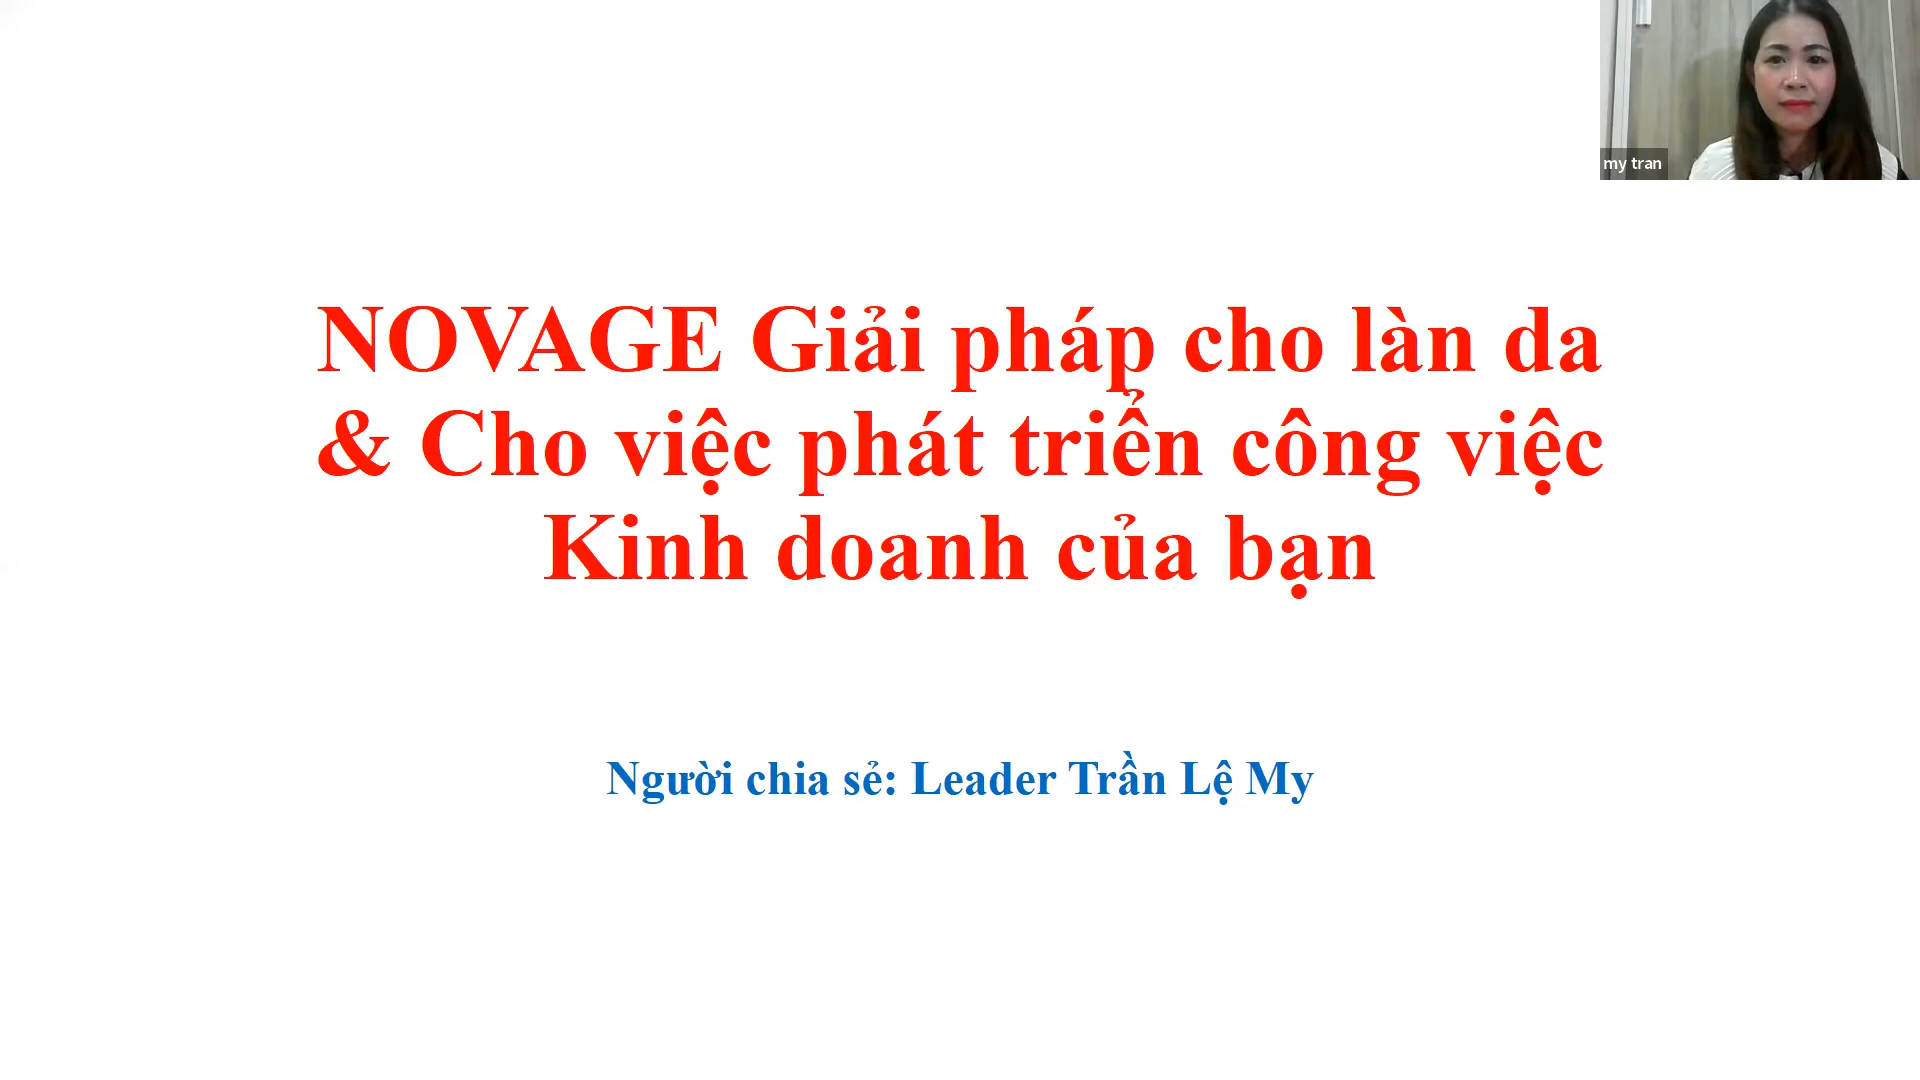 my tran
NOVAGE Giải pháp cho làn da
& Cho việc phát triển công việc
Kinh doanh của bạn
Người chia sẻ: Leader Trần Lệ My